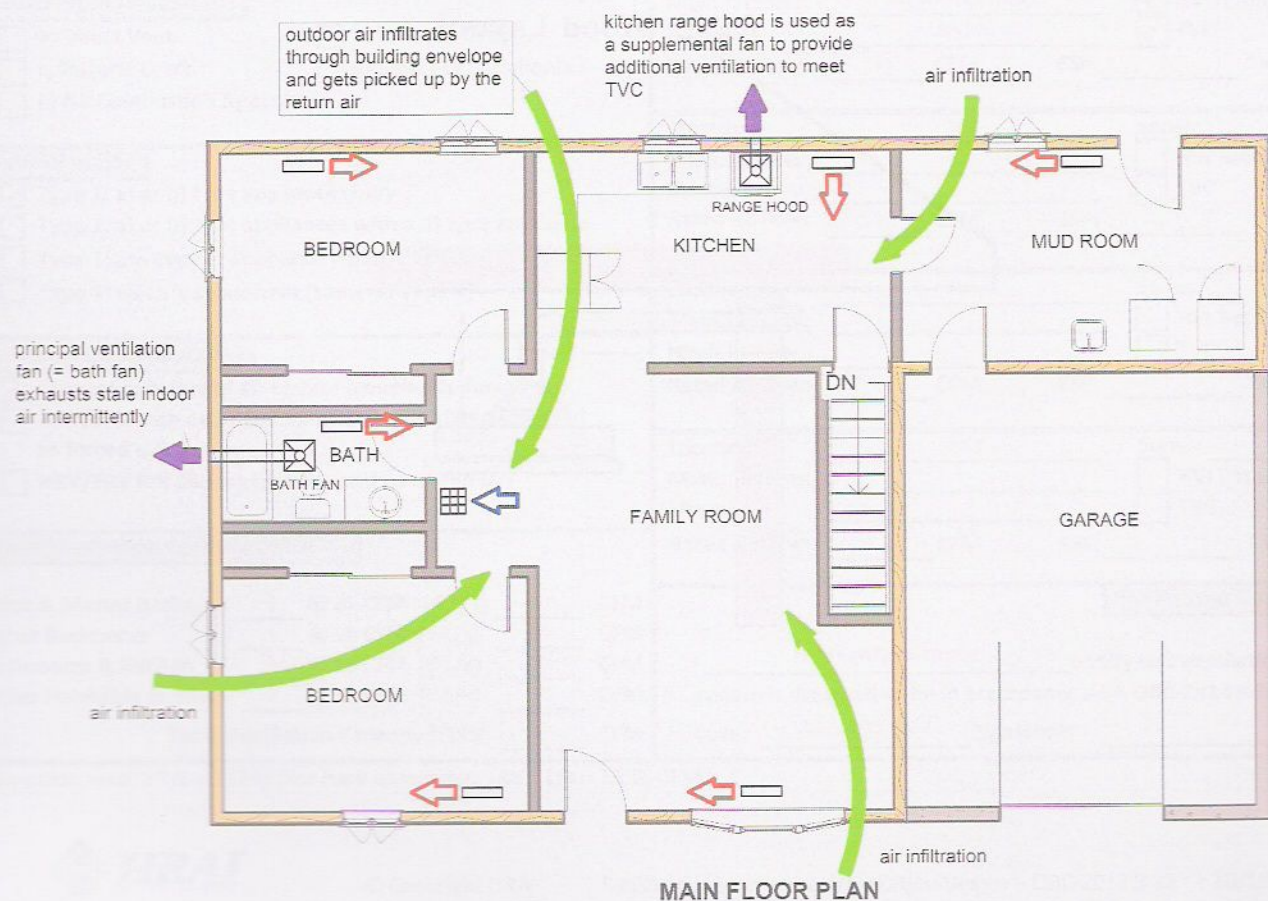 outdoor air infiltrates
through building envelope
and gets picked up by the
return air
kitchen range hood is used as
a supplemental fan to provide
additional ventilation to meet
TVC
air infiltration
RANGE HOOD
BEDROOM
KITCHEN
MUD ROOM
principal ventilation
fan (= bath fan)
exhausts stale indoor
air intermittently
DN
BATH
BATH FAN
FAMILY ROOM
GARAGE
BEDROOM
air infiltration
air infiltration
MAIN FLOOR PLAN